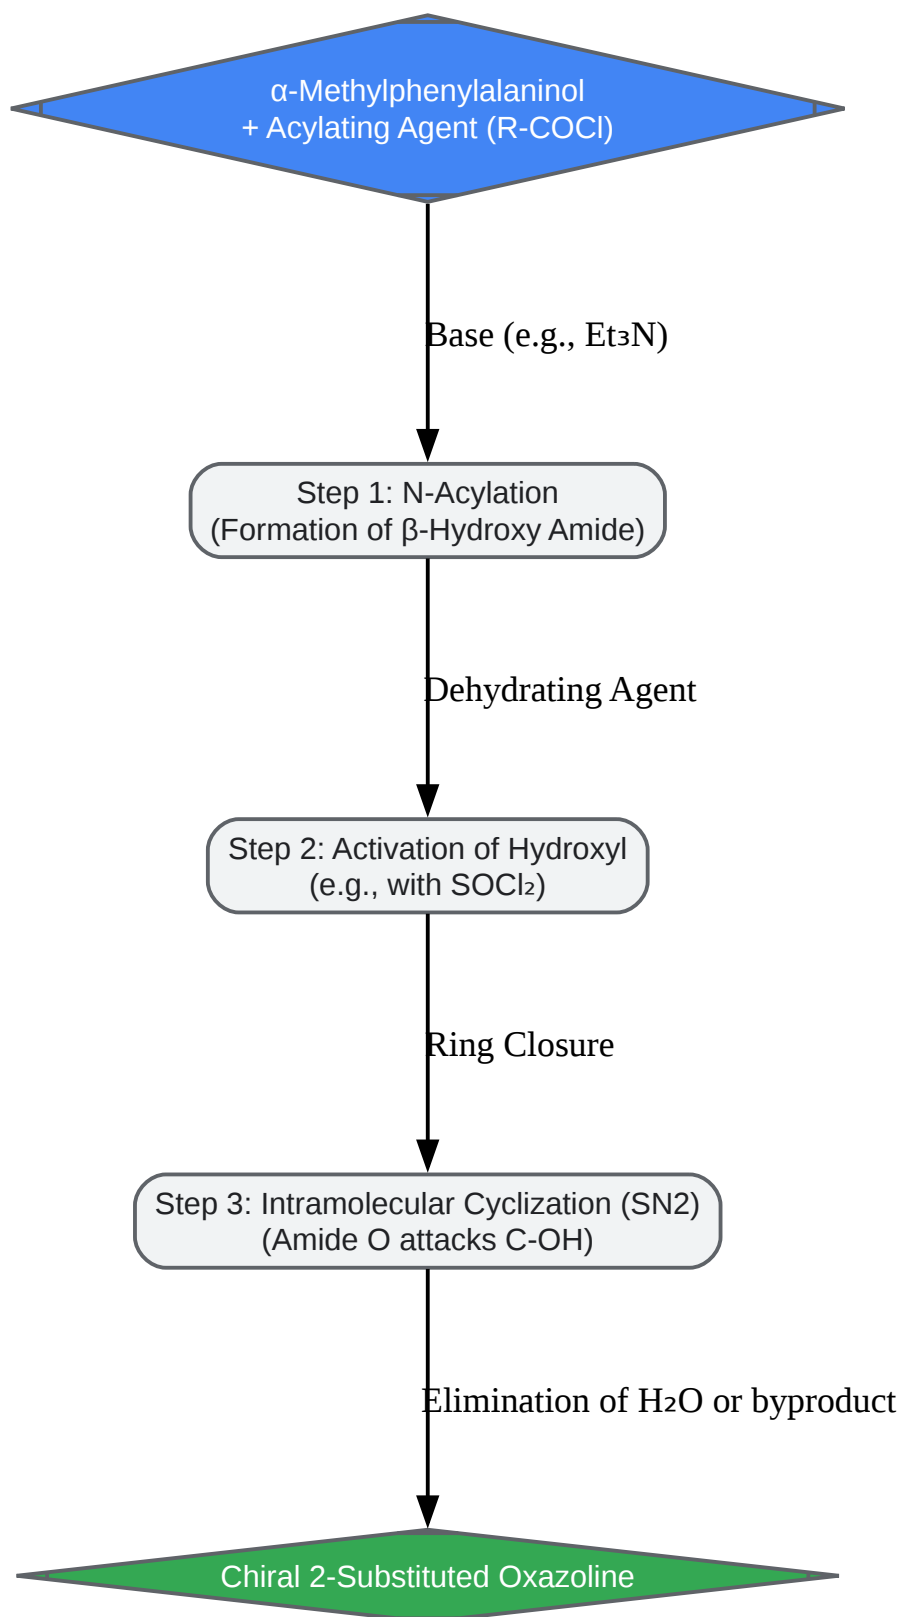 α-Methylphenylalaninol
+ Acylating Agent (R-COCl)
Base (e.g., Et₃N)
Step 1: N-Acylation
(Formation of β-Hydroxy Amide)
Dehydrating Agent
Step 2: Activation of Hydroxyl
(e.g., with SOCl₂)
Ring Closure
Step 3: Intramolecular Cyclization (SN2)
(Amide O attacks C-OH)
Elimination of H₂O or byproduct
Chiral 2-Substituted Oxazoline